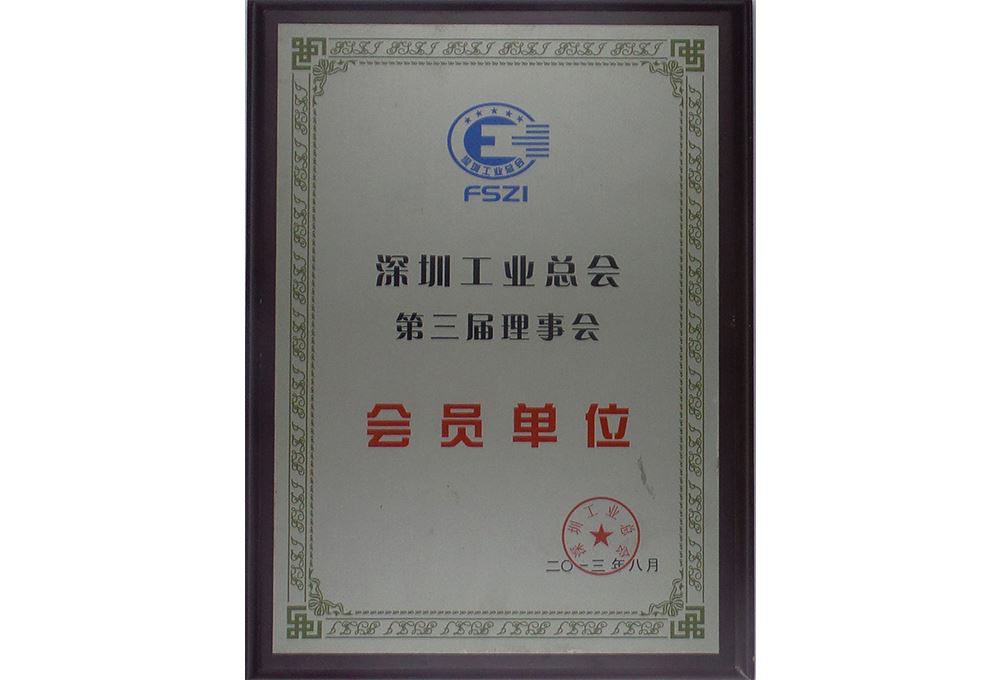 深圳工业总会
FSZI
深圳工业总会
第三届理事会
会员单位
深圳工业总会
二〇一三年八月